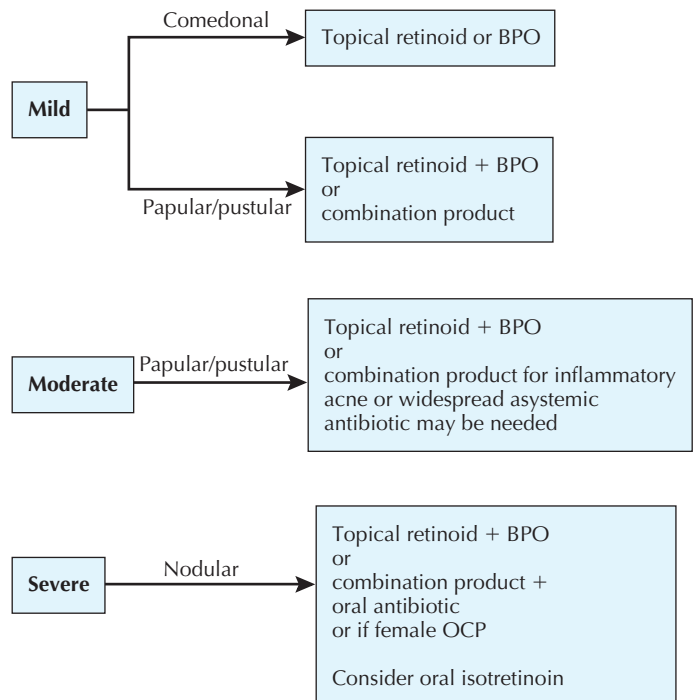 Comedonal
Topical retinoid or BPO
Mild
Topical retinoid + BPO
or
combination product
Papular/pustular
Topical retinoid + BPO
or
combination product for inflammatory
acne or widespread asystemic
antibiotic may be needed
Moderate
Papular/pustular
Topical retinoid + BPO
or
combination product +
oral antibiotic
or if female OCP
Consider oral isotretinoin
Severe
Nodular